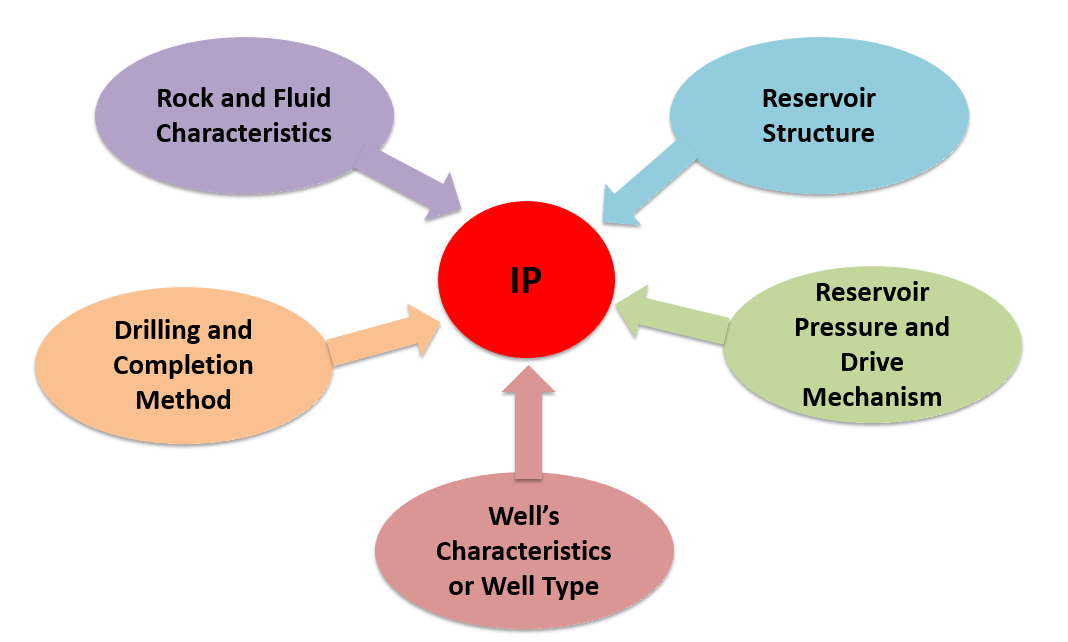 Rock and Fluid
Characteristics
Reservoir
Structure
IP
Drilling and
Completion
Method
Reservoir
Pressure and
Drive
Mechanism
Well’s
Characteristics
or Well Type